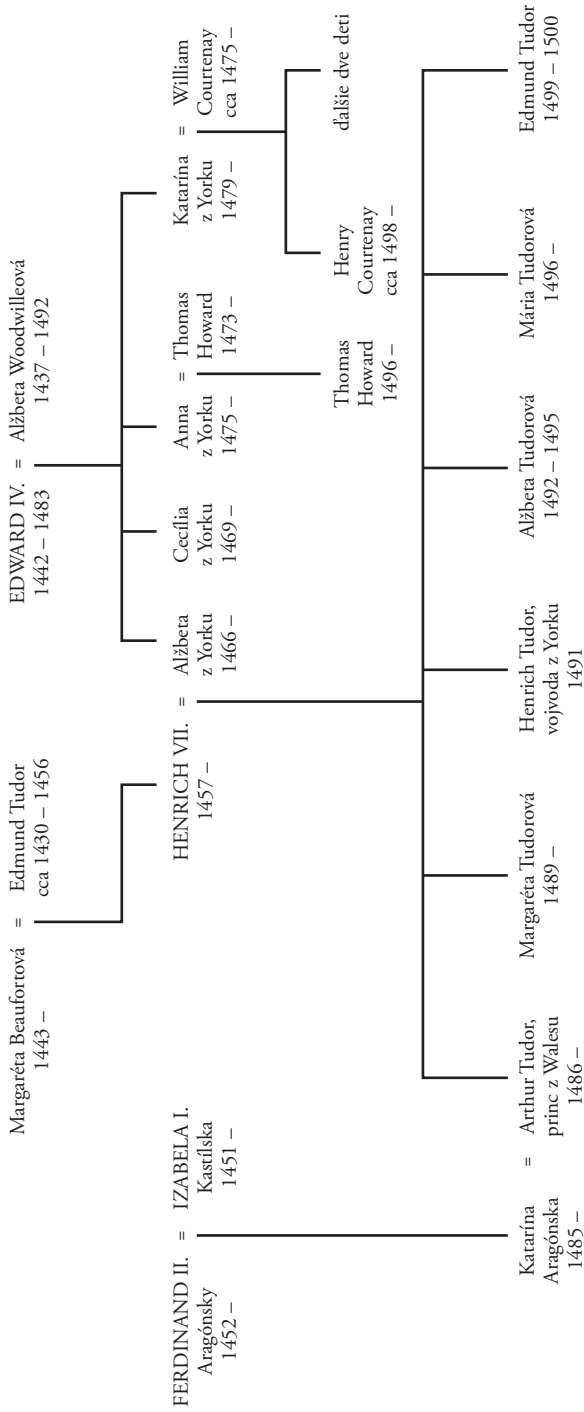 Margaréta Beaufortová = Edmund Tudor
1443 –
cca 1430 – 1456
EDWARD IV. = Alžbeta Woodwilleová
1442 – 1483
1437 – 1492
FERDINAND II. = IZABELA I.
Aragónsky
1452 –
Kastílska
1451 –
HENRICH VII. = Alžbeta
1457 –
z Yorku
1466 –
Cecília
z Yorku
1469 –
Anna = Thomas
z Yorku
1475 –
Howard
1473 –
Katarína = William
z Yorku
1479 –
Courtenay
cca 1475 –
Thomas
Howard
1496 –
Henry
Courtenay
cca 1498 –
ďalšie dve deti
Katarína = Arthur Tudor,
Aragónska
1485 –
princ z Walesu
1486 –
Margaréta Tudorová
1489 –
Henrich Tudor,
vojvoda z Yorku
1491
Alžbeta Tudorová
1492 – 1495
Mária Tudorová
1496 –
Edmund Tudor
1499 – 1500